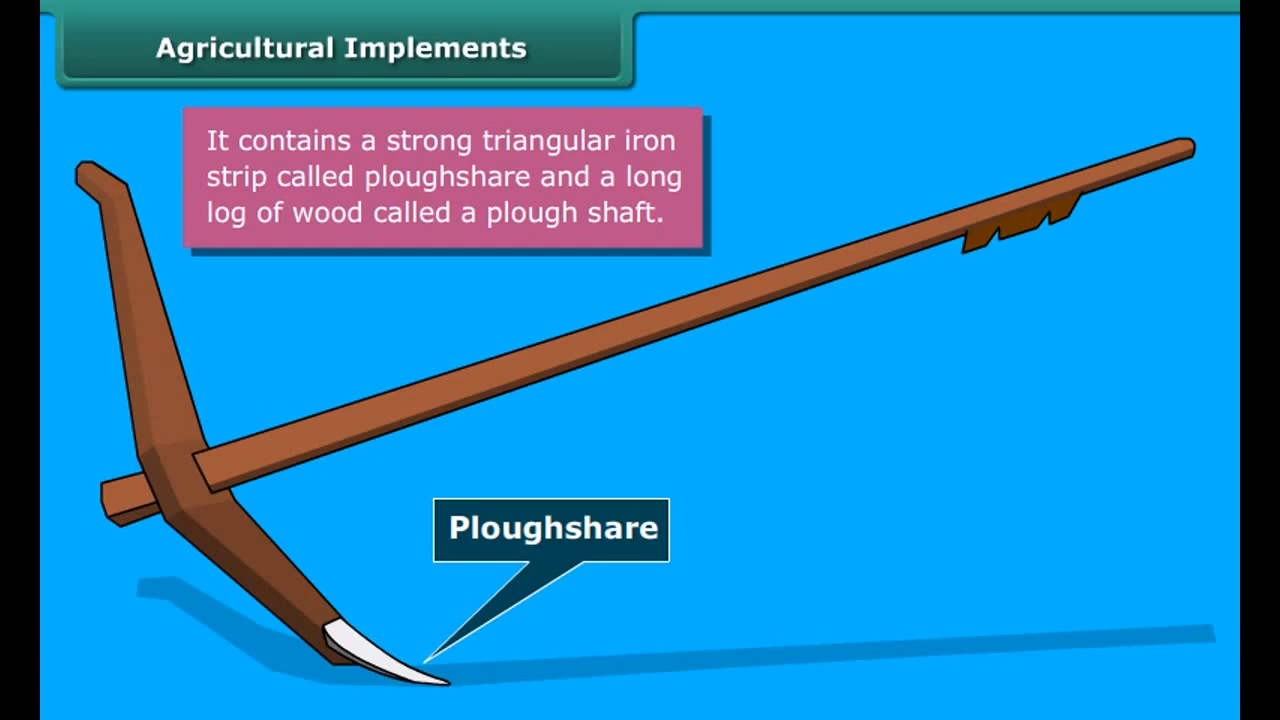 Agricultural Implements
It contains a strong triangular iron
strip called ploughshare and a long
log of wood called a plough shaft.
Ploughshare